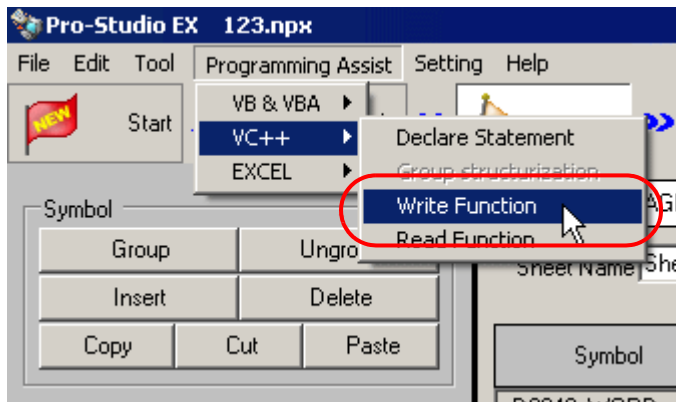 Pro-Studio EX 123.npx
File Edit Tool Programming Assist Setting Help
NEW Start
VB & VBA
VC++
EXCEL
Declare Statement
Group structurization
Write Function
Read Function
Symbol
Group
Insert Delete
Copy Cut Paste
Sheet Name
Symbol